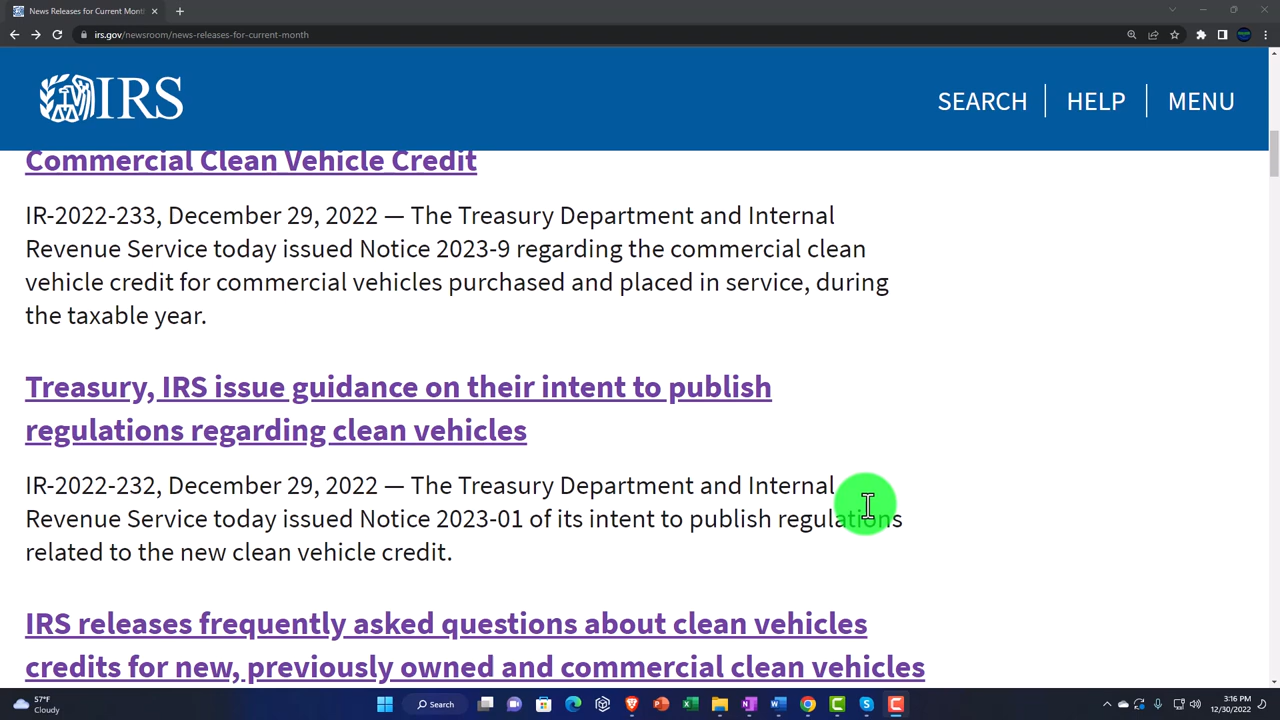 News Releases for Current Mont
irs.gov/newsroom/news-releases-for-current-month
IRS
SEARCH
HELP
MENU
Commercial Clean Vehicle Credit
IR-2022-233, December 29, 2022 — The Treasury Department and Internal
Revenue Service today issued Notice 2023-9 regarding the commercial clean
vehicle credit for commercial vehicles purchased and placed in service, during
the taxable year.
Treasury, IRS issue guidance on their intent to publish
regulations regarding clean vehicles
IR-2022-232, December 29, 2022 — The Treasury Department and Internal
Revenue Service today issued Notice 2023-01 of its intent to publish regulations
related to the new clean vehicle credit.
IRS releases frequently asked questions about clean vehicles
credits for new, previously owned and commercial clean vehicles
57°F
Cloudy
Search
3:16 PM
12/30/2022